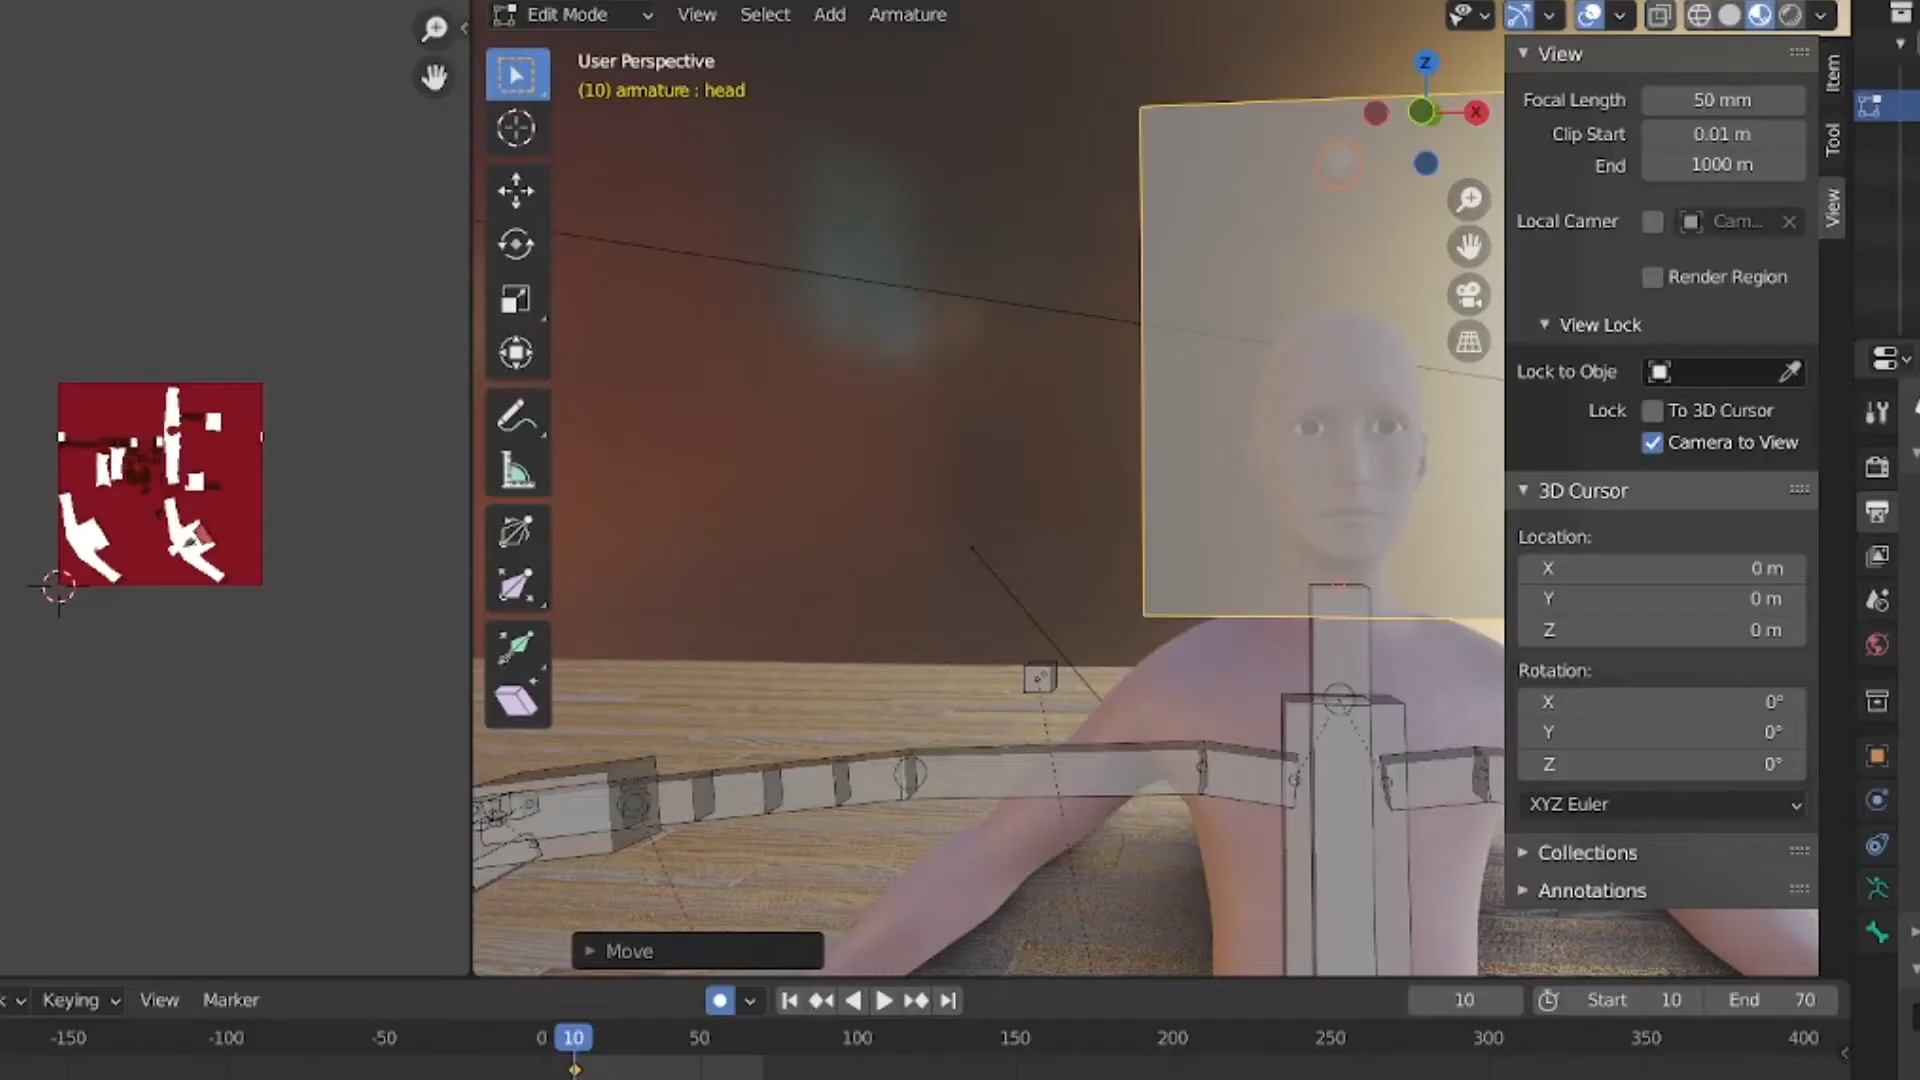 Edit Mode View Select Add Armature
User Perspective
(10) armature : head
Z
X
View
Focal Length 50 mm
Clip Start 0.01 m
End 1000 m
Local Camer Cam...
Render Region
View Lock
Lock to Obje
Lock To 3D Cursor
Camera to View
3D Cursor
Location:
X 0 m
Y 0 m
Z 0 m
Rotation:
X 0°
Y 0°
Z 0°
XYZ Euler
Collections
Annotations
Item
Tool
View
Move
Keying View Marker
10 Start 10 End 70
-150 -100 -50 0 10 50 100 150 200 250 300 350 400